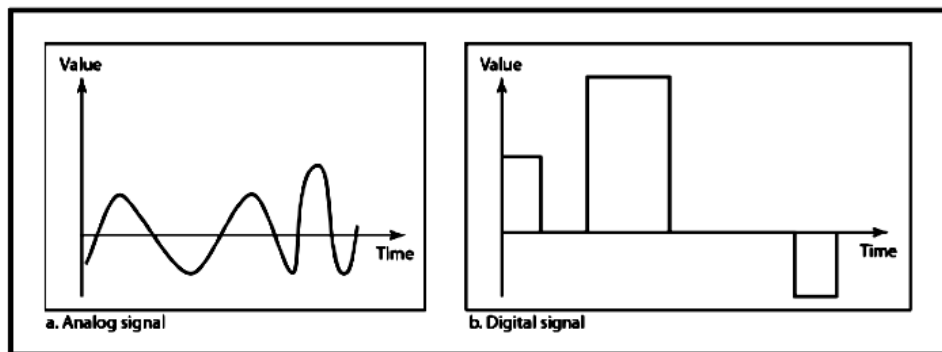 Value
Time
a. Analog signal
Value
Time
b. Digital signal